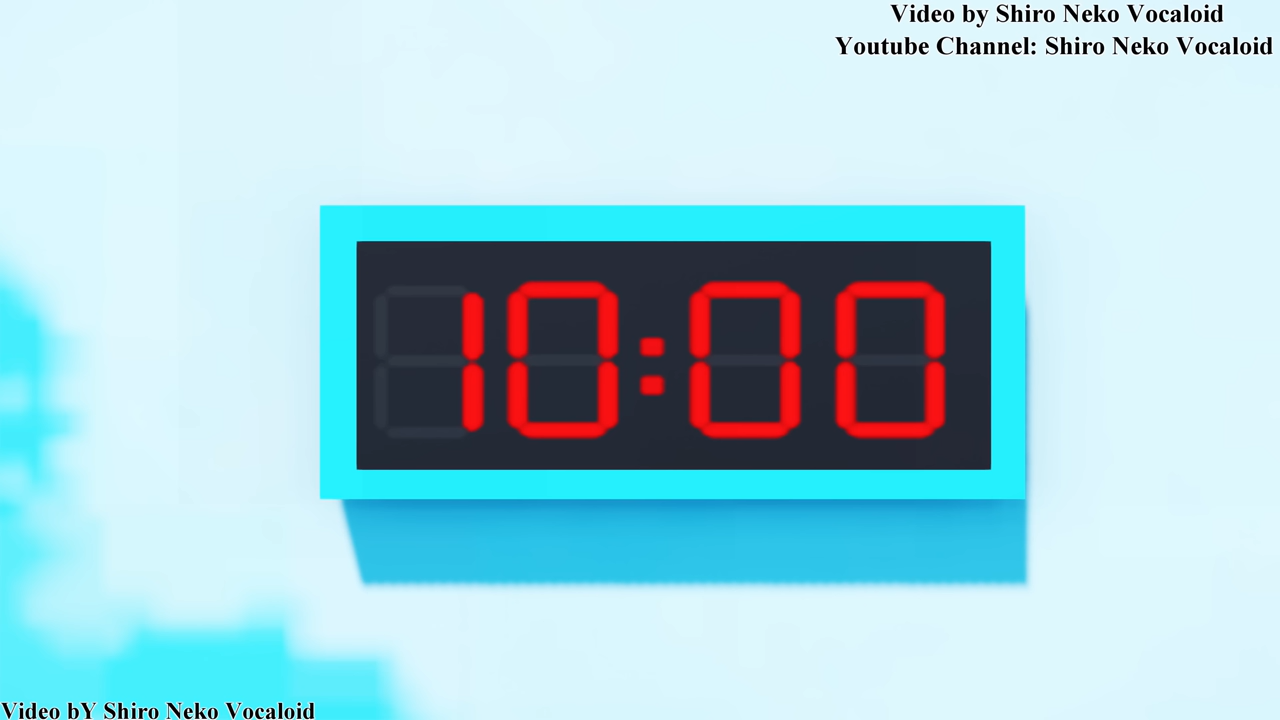 Video by Shiro Neko Vocaloid
Youtube Channel: Shiro Neko Vocaloid
10:00
Video bY Shiro Neko Vocaloid